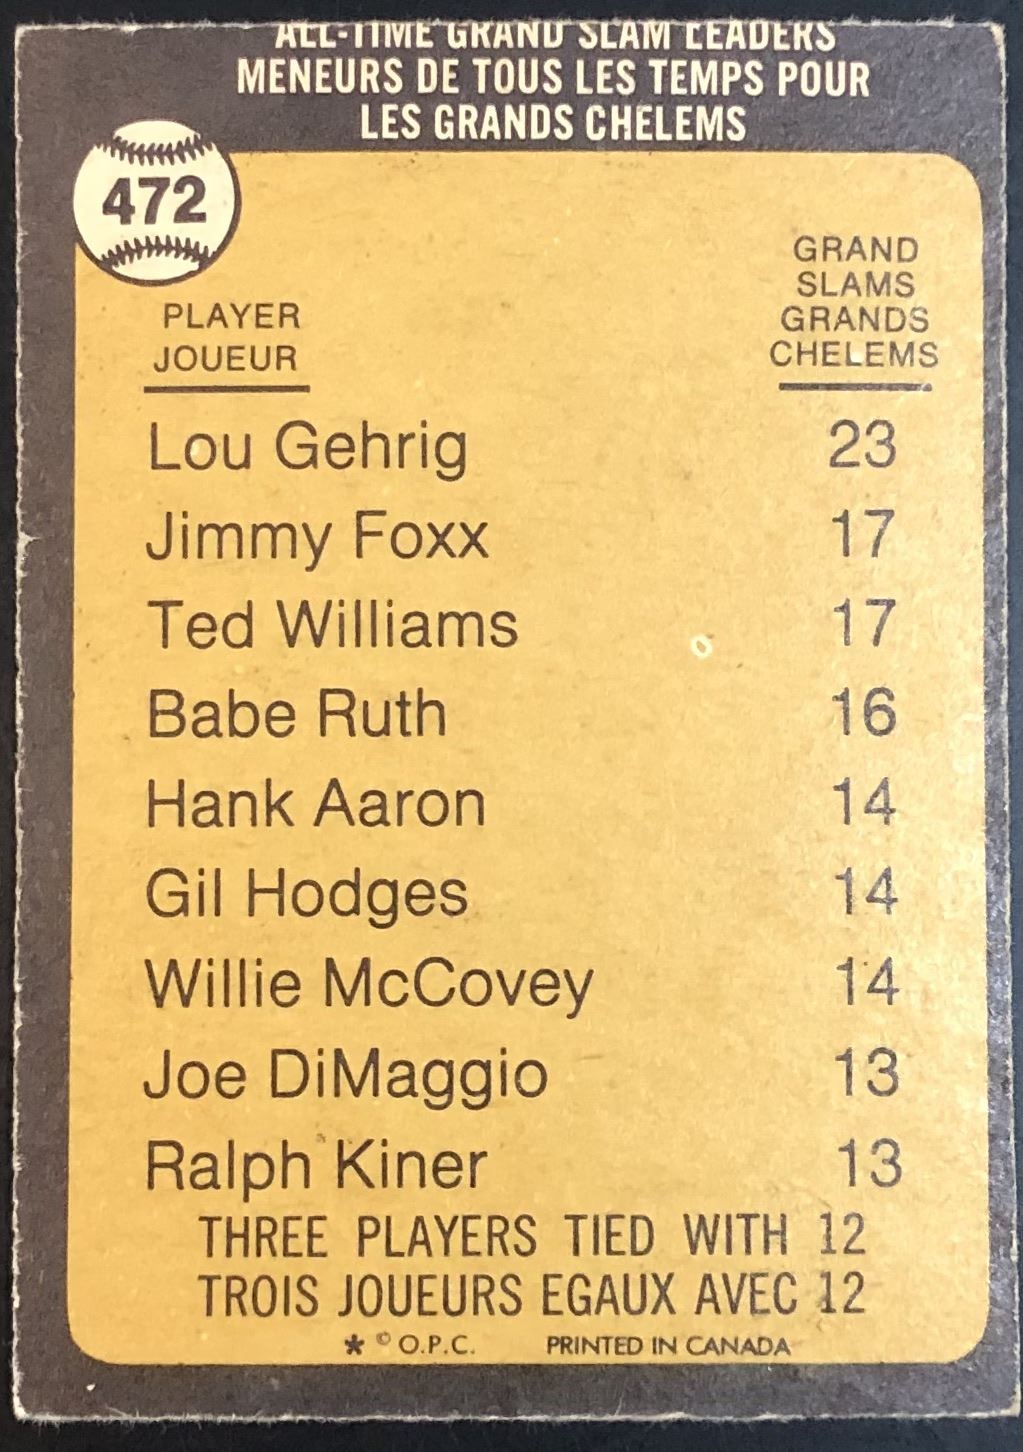 ALL-TIME GRAND SLAM LEADERS
MENEURS DE TOUS LES TEMPS POUR
LES GRANDS CHELEMS
472
PLAYER
JOUEUR
GRAND
SLAMS
GRANDS
CHELEMS
Lou Gehrig 23
Jimmy Foxx 17
Ted Williams 17
Babe Ruth 16
Hank Aaron 14
Gil Hodges 14
Willie McCovey 14
Joe DiMaggio 13
Ralph Kiner 13
THREE PLAYERS TIED WITH 12
TROIS JOUEURS EGAUX AVEC 12
* © O.P.C. PRINTED IN CANADA